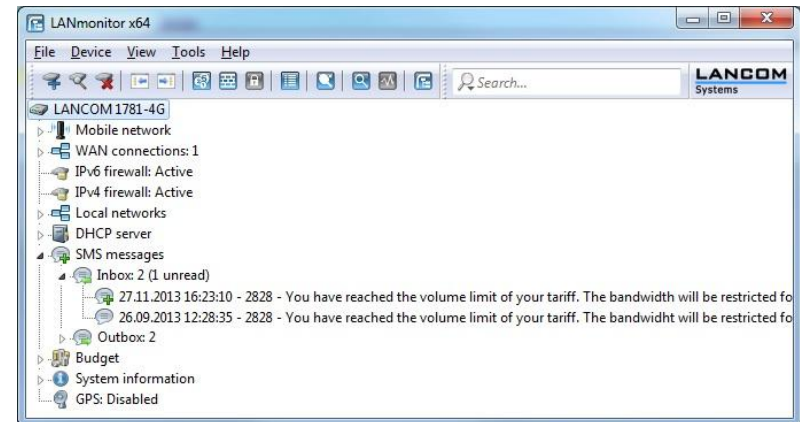 LANmonitor x64
File Device View Tools Help
Search...
LANCOM
Systems
LANCOM 1781-4G
Mobile network
WAN connections: 1
IPv6 firewall: Active
IPv4 firewall: Active
Local networks
DHCP server
SMS messages
Inbox: 2 (1 unread)
27.11.2013 16:23:10 - 2828 - You have reached the volume limit of your tariff. The bandwidth will be restricted fo
26.09.2013 12:28:35 - 2828 - You have reached the volume limit of your tariff. The bandwidht will be restricted fo
Outbox: 2
Budget
System information
GPS: Disabled